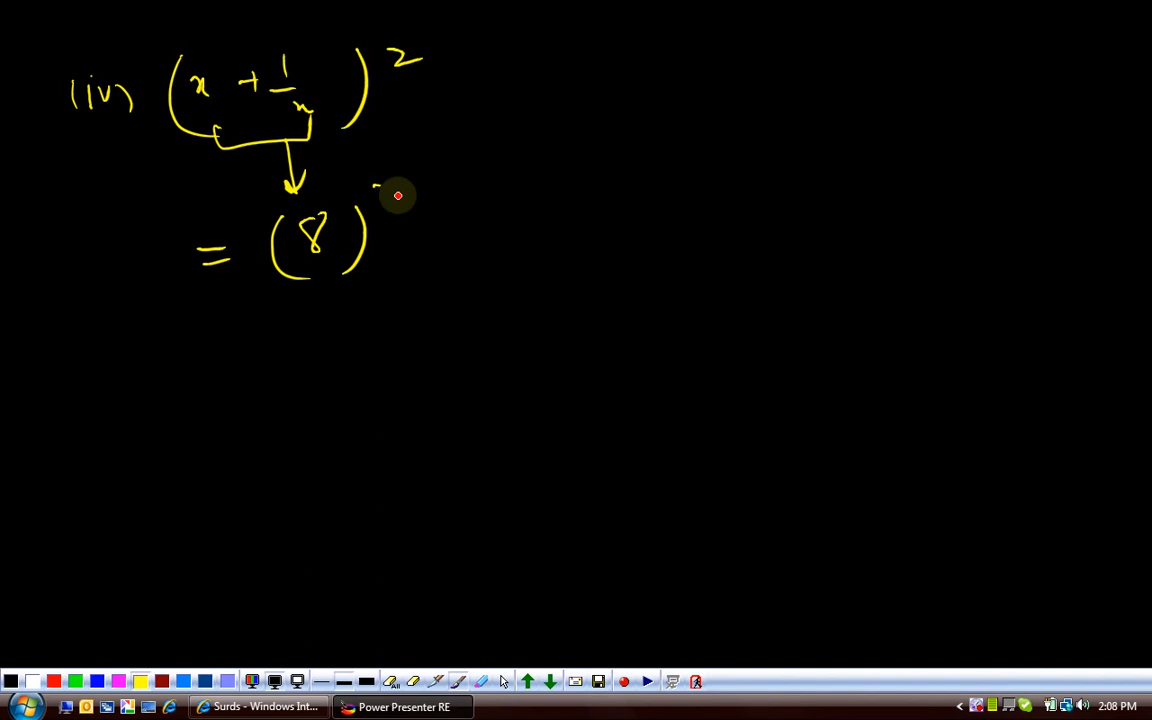 (iv) (x + 1/x)²
= (8)
Surds - Windows Int...
Power Presenter RE
2:08 PM